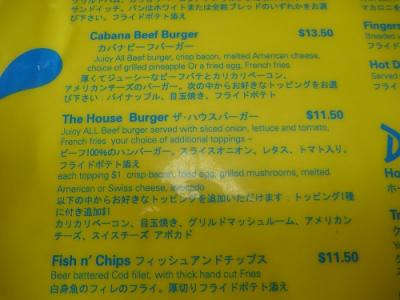 サンドイッチ。パンはホワイトまたは全粒ブレッドのいずれかをお選
び下さい。フライドポテト添え
Cabana Beef Burger $13.50
カバナビーフバーガー
Juicy All Beef burger, crisp bacon, melted American cheese,
choice of grilled pineapple Or a fried egg, French fries.
厚くてジューシーなビーフパテとカリカリベーコン、
アメリカンチーズのバーガー。次の中からお好きなトッピングをお選
び下さい：パイナップル、目玉焼き、フライドポテト
The House Burger ザ・ハウスバーガー $11.50
Juicy ALL Beef burger served with sliced onion, lettuce and tomato,
French fries your choice of additional toppings –
ビーフ100%のハンバーガー、スライスオニオン、レタス、トマト入り。
フライドポテト添え
each topping $1 crisp bacon, fried egg, grilled mushrooms, melted
American or Swiss cheese, avocado
以下の中からお好きなトッピングを追加いただけます：トッピング1種
に付き追加$1
カリカリベーコン、目玉焼き、グリルドマッシュルーム、アメリカン
チーズ、スイスチーズ アボカド
Fish n' Chips フィッシュアンドチップス $11.50
Beer battered Cod fillet, with thick hand cut Fries
白身魚のフィレのフライ。厚切りフライドポテト添え
マカロニを
Fingers
Hot D
フライド